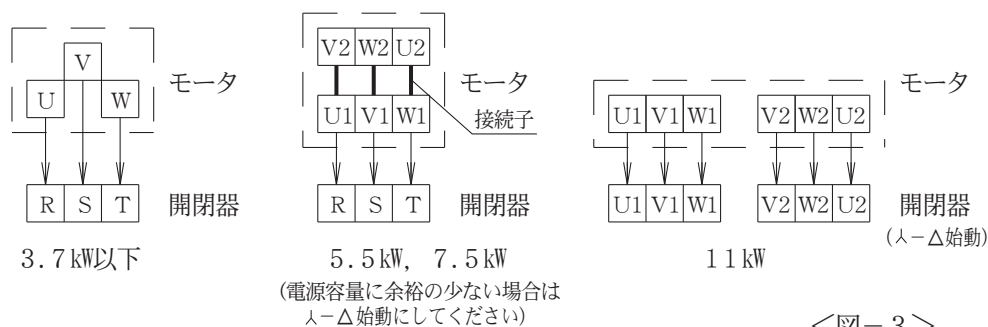 V
U W
モータ
R S T
開閉器
3.7㎾以下
V2 W2 U2
モータ
U1 V1 W1
接続子
R S T
開閉器
5.5㎾, 7.5㎾
(電源容量に余裕の少ない場合は
人−△始動にしてください)
モータ
U1 V1 W1 V2 W2 U2
U1 V1 W1 V2 W2 U2
開閉器
(人−△始動)
11㎾
<図−3>